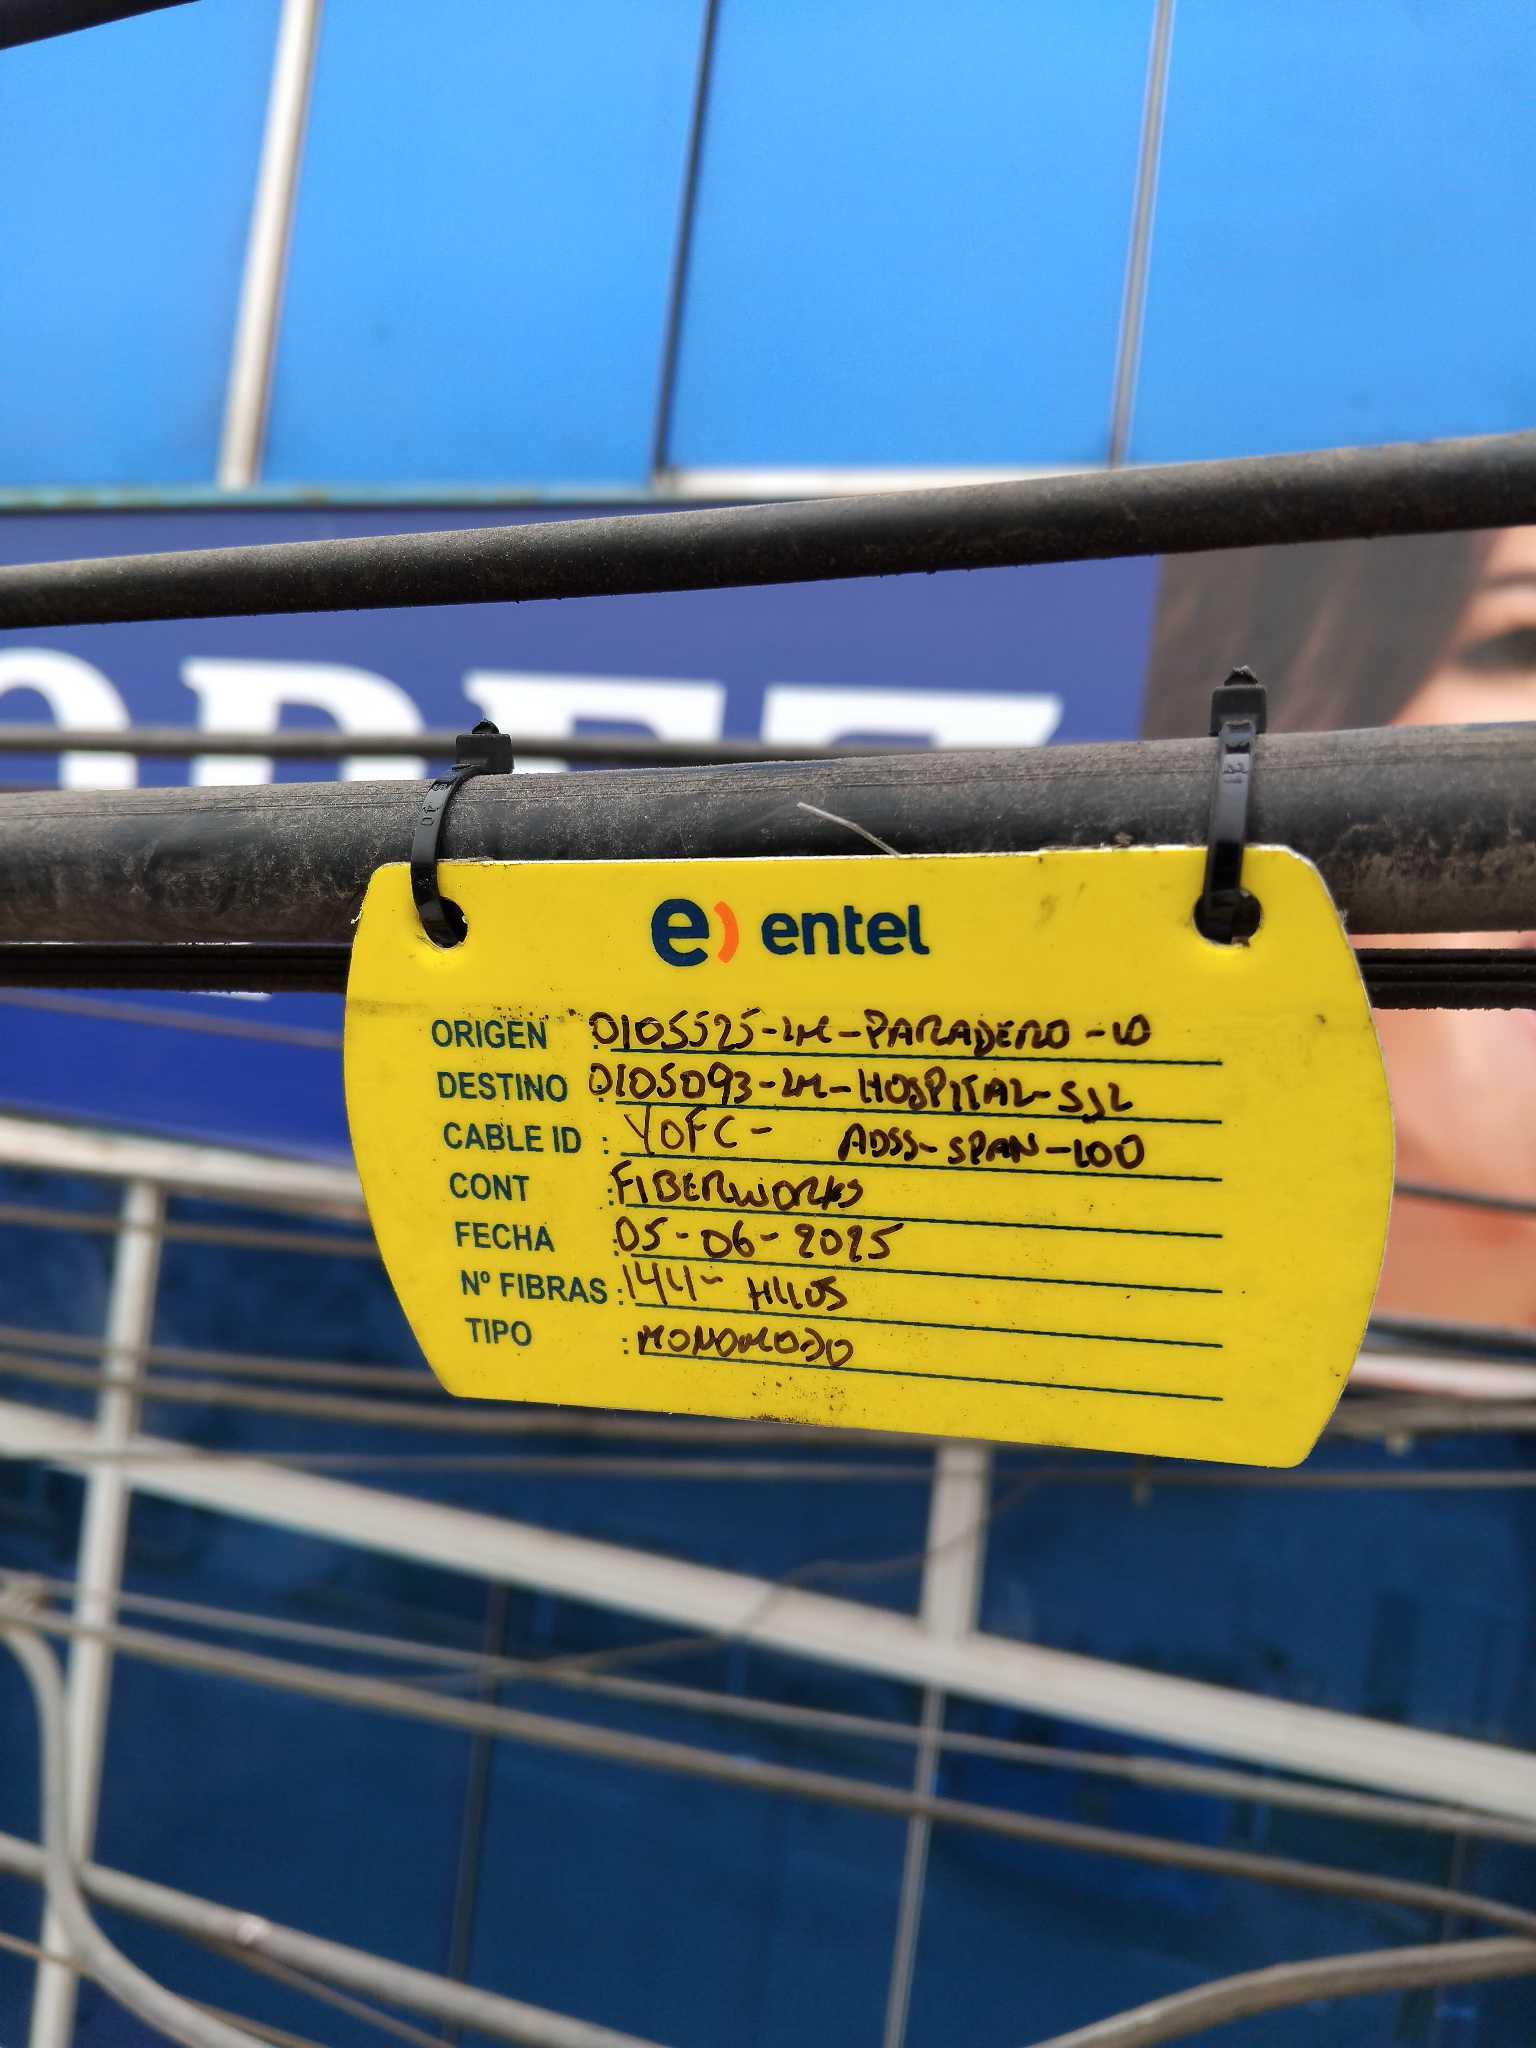 e) entel
ORIGEN : 0105525-LM-PARADERO-10
DESTINO : 0105093-LM-HOSPITAL-SJL
CABLE ID : YOFC- ADSS-SPAN-100
CONT : FIBERWORKS
FECHA : 05-06-2025
Nº FIBRAS : 144- HILOS
TIPO : MONOMODO